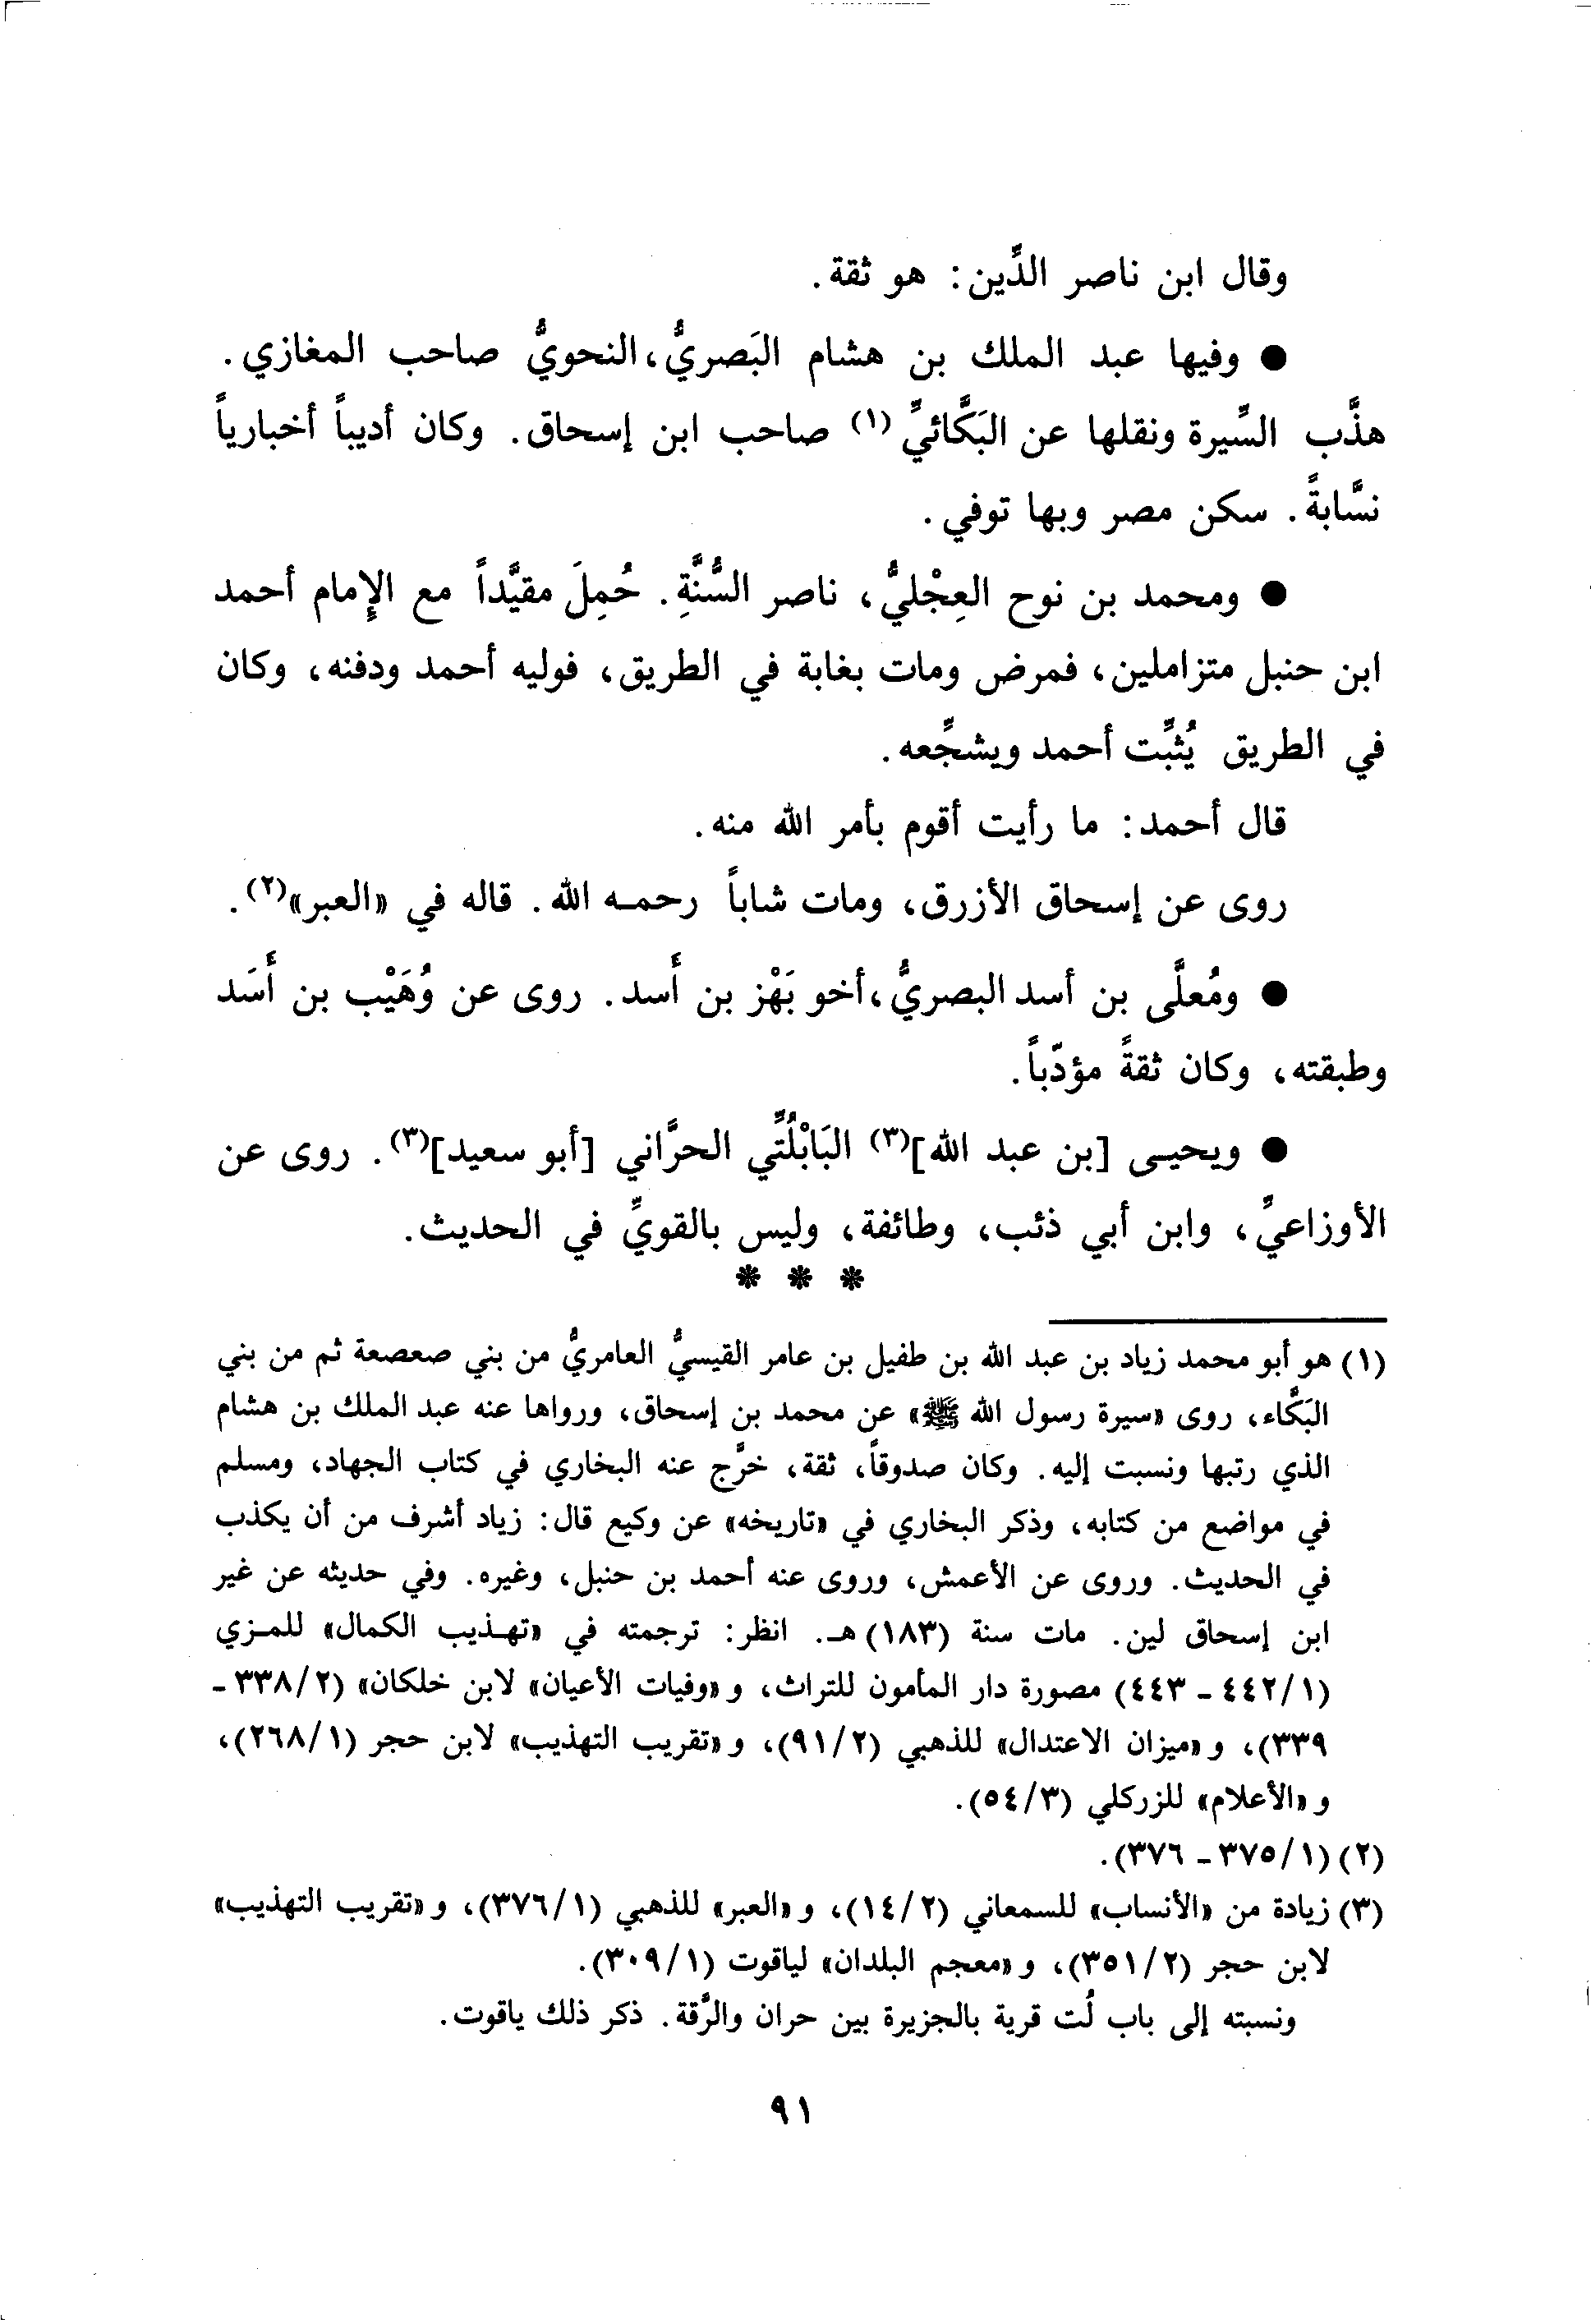 وقال ابن ناصر الدِّين: هو ثقة.
● وفيها عبد الملك بن هشام البَصريُّ، النحويُّ صاحب المغازي.
هذَّب السِّيرة ونقلها عن البَكَّائيِّ (١) صاحب ابن إسحاق. وكان أديباً أخبارياً
نسَّابةً. سكن مصر وبها توفي.
● ومحمد بن نوح العِجْليُّ، ناصر السُّنَّةِ. حُمِلَ مقيَّداً مع الإِمام أحمد
ابن حنبل متزاملين، فمرض ومات بغابة في الطريق، فوليه أحمد ودفنه، وكان
في الطريق يُثبِّت أحمد ويشجِّعه.
قال أحمد: ما رأيت أقوم بأمر الله منه.
روى عن إسحاق الأزرق، ومات شاباً رحمـه الله. قاله في «العبر»(٢).
● ومُعلَّى بن أسد البصريُّ، أخو بَهْز بن أَسد. روى عن وُهَيْب بن أَسَد
وطبقته، وكان ثقةً مؤدّباً.
● ويحيـى [بن عبد الله](٣) البَابْلُتِّي الحرَّاني [أبو سعيد](٣). روى عن
الأوزاعيِّ، وابن أبي ذئب، وطائفة، وليس بالقويِّ في الحديث.
* * *
(١) هو أبو محمد زياد بن عبد الله بن طفيل بن عامر القيسيُّ العامريُّ من بني صعصعة ثم من بني
البَكَّاء، روى «سيرة رسول الله ﷺ» عن محمد بن إسحاق، ورواها عنه عبد الملك بن هشام
الذي رتبها ونسبت إليه. وكان صدوقاً، ثقة، خرَّج عنه البخاري في كتاب الجهاد، ومسلم
في مواضع من كتابه، وذكر البخاري في «تاريخه» عن وكيع قال: زياد أشرف من أن يكذب
في الحديث. وروى عن الأعمش، وروى عنه أحمد بن حنبل، وغيره. وفي حديثه عن غير
ابن إسحاق لين. مات سنة (١٨٣) هـ. انظر: ترجمته في «تهـذيب الكمال» للمـزي
(١/٤٤٢ - ٤٤٣) مصورة دار المأمون للتراث، و «وفيات الأعيان» لابن خلكان» (٢/٣٣٨ -
٣٣٩)، و «ميزان الاعتدال» للذهبي (٢/٩١)، و «تقريب التهذيب» لابن حجر (١/٢٦٨)،
و «الأعلام» للزركلي (٣/٥٤).
(٢) (١/٣٧٥ - ٣٧٦).
(٣) زيادة من «الأنساب» للسمعاني (٢/١٤)، و «العبر» للذهبي (١/٣٧٦)، و «تقريب التهذيب»
لابن حجر (٢/٣٥١)، و «معجم البلدان» لياقوت (١/٣٠٩).
ونسبته إلى باب لُت قرية بالجزيرة بين حران والرَّقة. ذكر ذلك ياقوت.
٩١